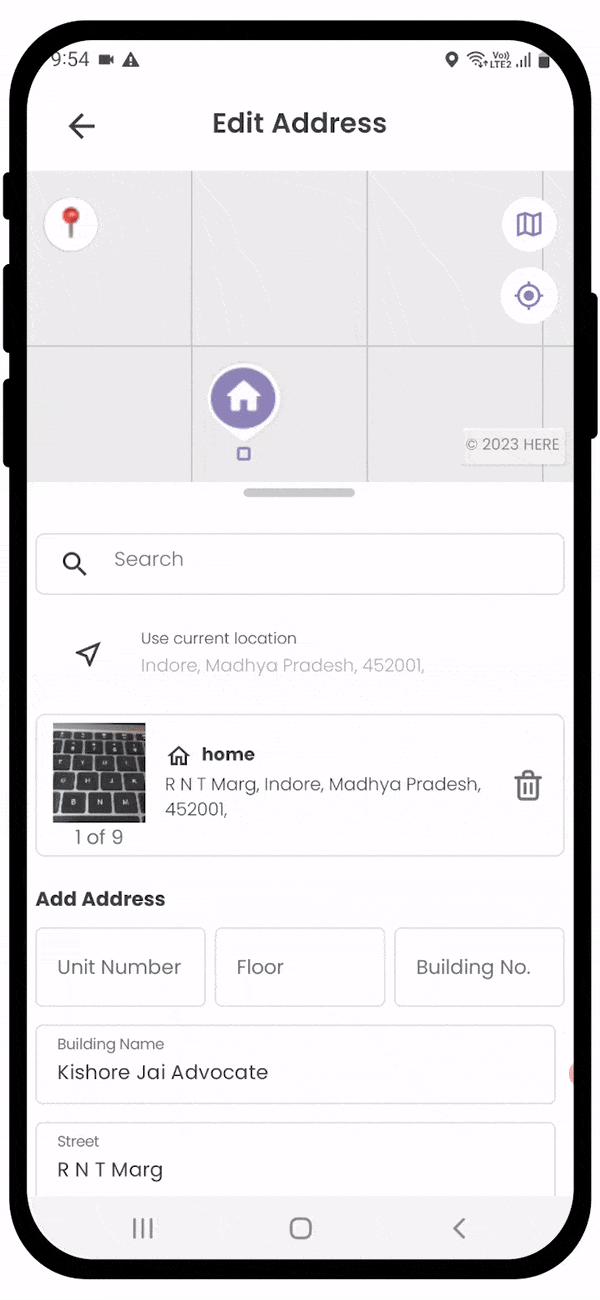 9:54 Vo)) LTE2
Edit Address
© 2023 HERE
Search
Use current location
Indore, Madhya Pradesh, 452001,
home
R N T Marg, Indore, Madhya Pradesh,
452001,
1 of 9
Add Address
Unit Number Floor Building No.
Building Name
Kishore Jai Advocate
Street
R N T Marg